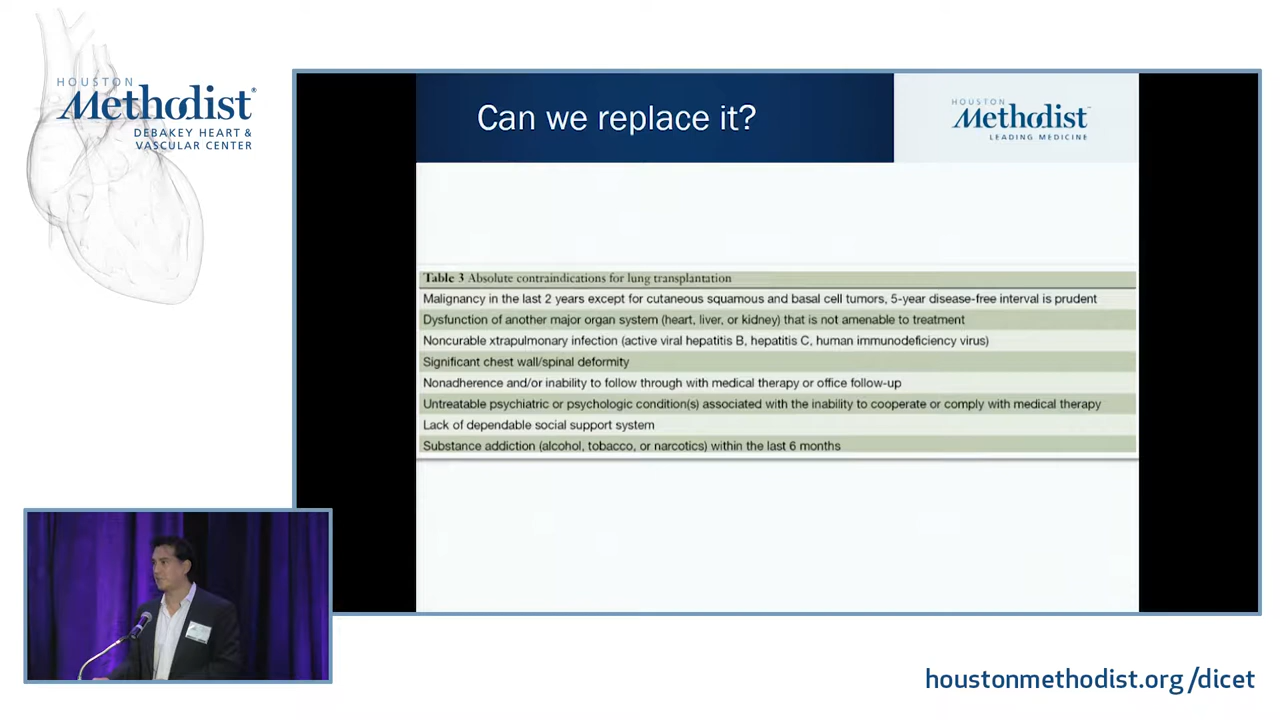 HOUSTON
Methodist®
DEBAKEY HEART &
VASCULAR CENTER
Can we replace it?
HOUSTON
Methodist
LEADING MEDICINE
Table 3 Absolute contraindications for lung transplantation
Malignancy in the last 2 years except for cutaneous squamous and basal cell tumors, 5-year disease-free interval is prudent
Dysfunction of another major organ system (heart, liver, or kidney) that is not amenable to treatment
Noncurable xtrapulmonary infection (active viral hepatitis B, hepatitis C, human immunodeficiency virus)
Significant chest wall/spinal deformity
Nonadherence and/or inability to follow through with medical therapy or office follow-up
Untreatable psychiatric or psychologic condition(s) associated with the inability to cooperate or comply with medical therapy
Lack of dependable social support system
Substance addiction (alcohol, tobacco, or narcotics) within the last 6 months
houstonmethodist.org/dicet